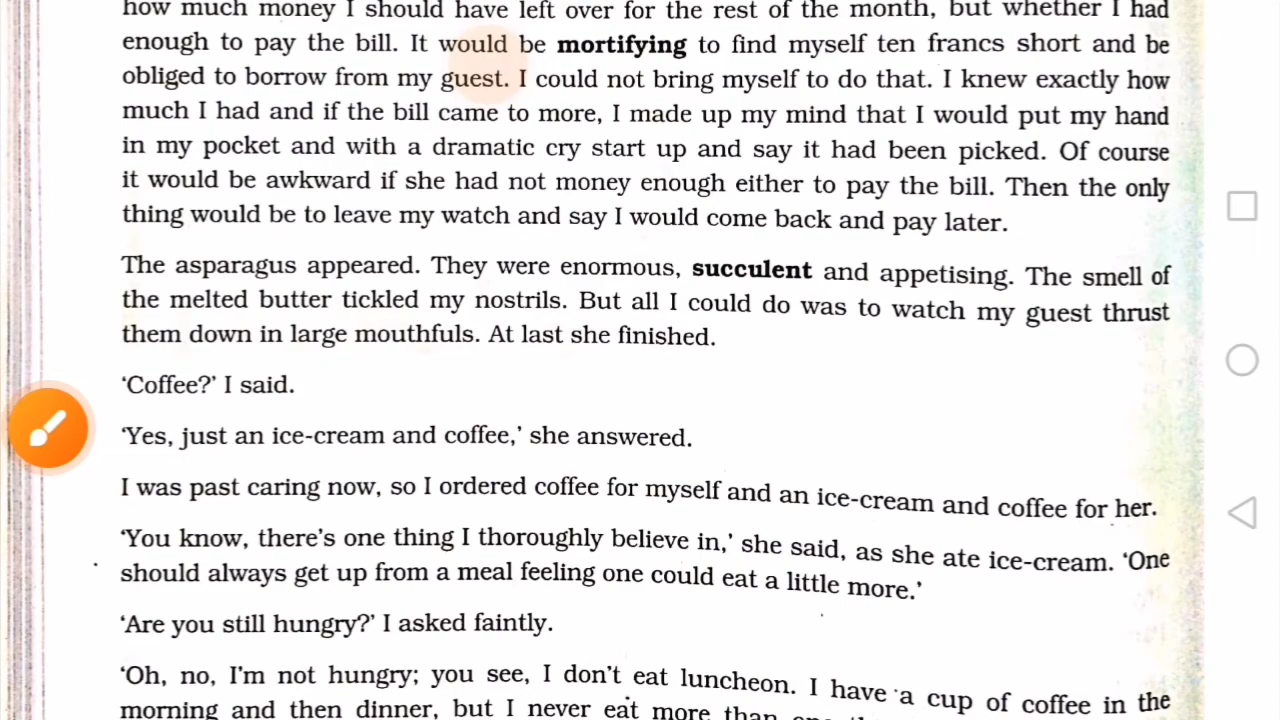 how much money I should have left over for the rest of the month, but whether I had
enough to pay the bill. It would be mortifying to find myself ten francs short and be
obliged to borrow from my guest. I could not bring myself to do that. I knew exactly how
much I had and if the bill came to more, I made up my mind that I would put my hand
in my pocket and with a dramatic cry start up and say it had been picked. Of course
it would be awkward if she had not money enough either to pay the bill. Then the only
thing would be to leave my watch and say I would come back and pay later.
The asparagus appeared. They were enormous, succulent and appetising. The smell of
the melted butter tickled my nostrils. But all I could do was to watch my guest thrust
them down in large mouthfuls. At last she finished.
‘Coffee?’ I said.
‘Yes, just an ice-cream and coffee,’ she answered.
I was past caring now, so I ordered coffee for myself and an ice-cream and coffee for her.
‘You know, there’s one thing I thoroughly believe in,’ she said, as she ate ice-cream. ‘One
should always get up from a meal feeling one could eat a little more.’
‘Are you still hungry?’ I asked faintly.
‘Oh, no, I’m not hungry; you see, I don’t eat luncheon. I have a cup of coffee in the
morning and then dinner, but I never eat more than one